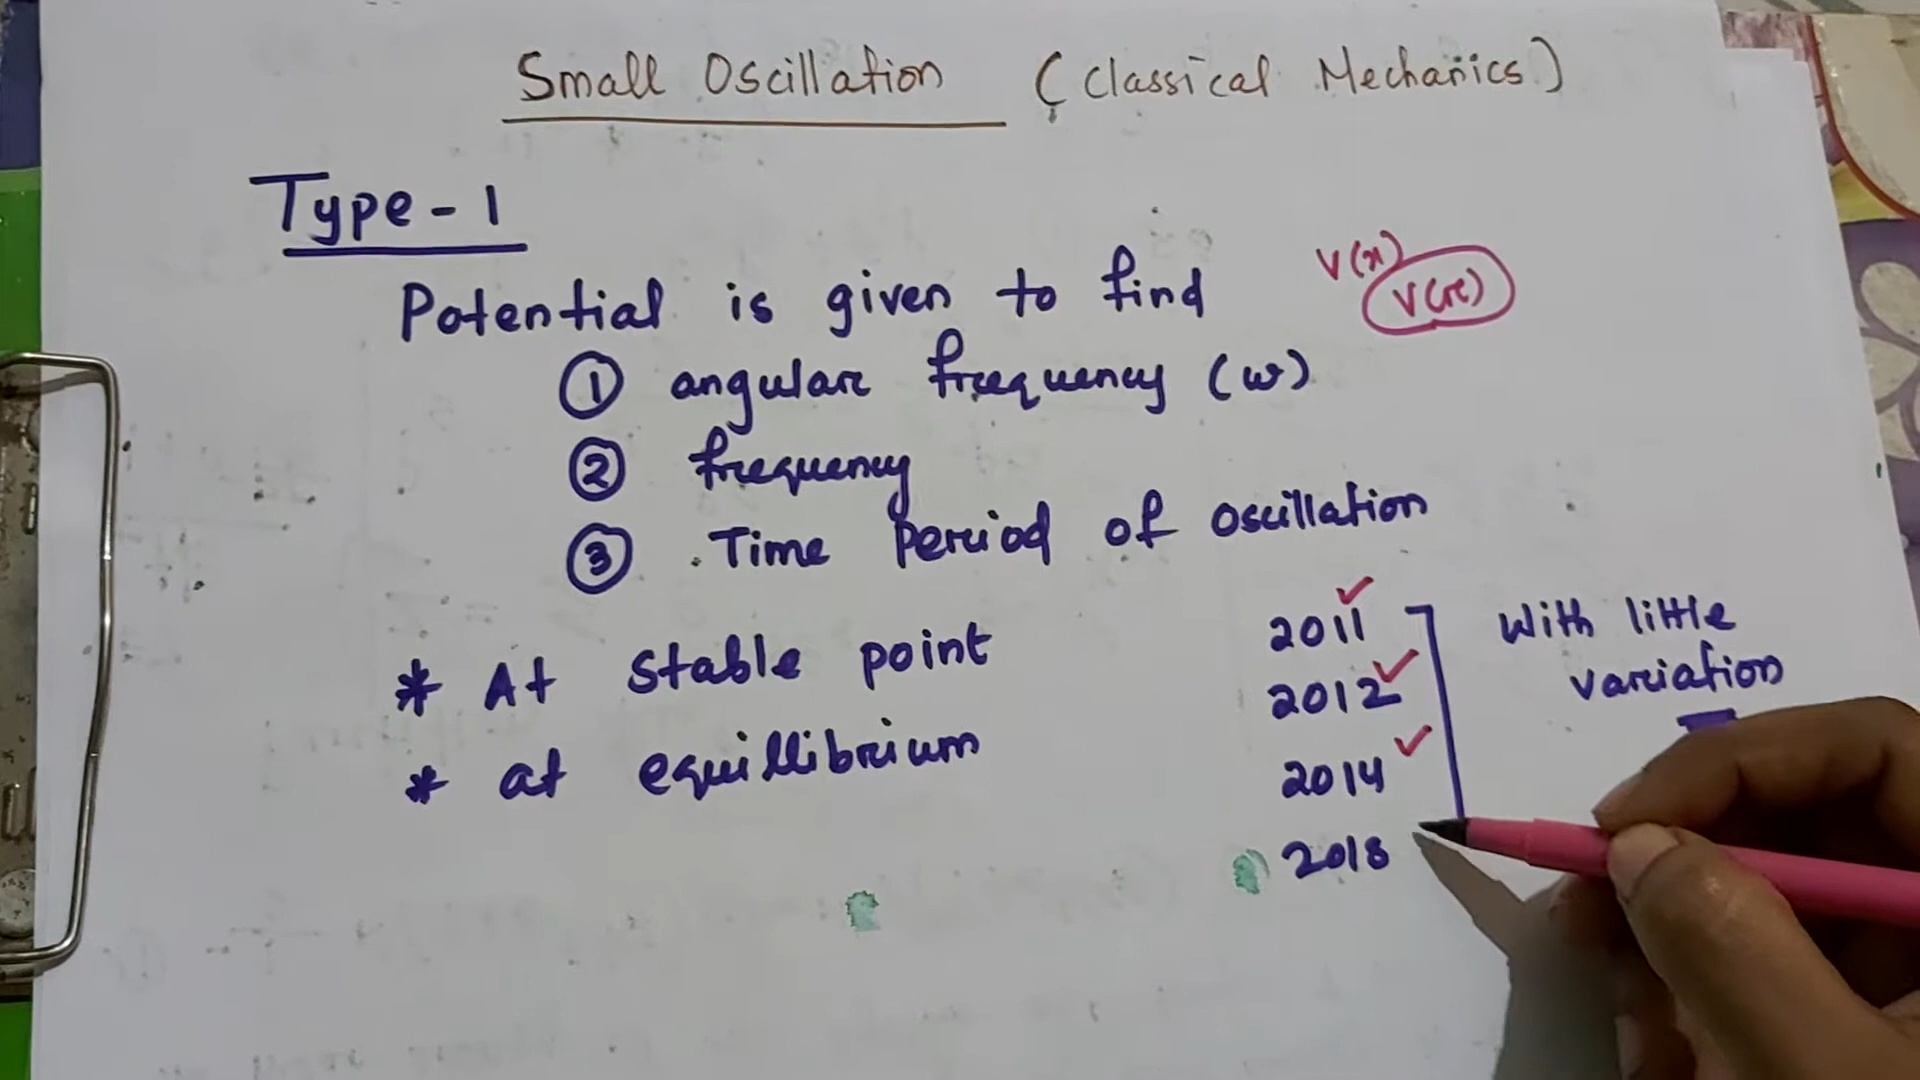 Small Oscillation (Classical Mechanics)
Type-1
Potential is given to find
V(x)
V(r)
① angular frequency (ω)
② frequency
③ Time Period of oscillation
* At stable point
* at equillibrium
2011 ✓
2012 ✓
2014 ✓
2018
With little
variation